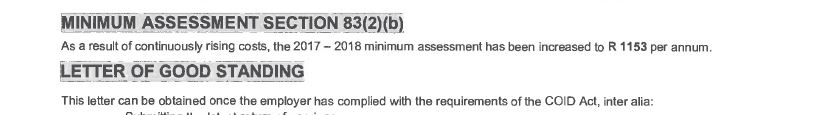 MINIMUM ASSESSMENT SECTION 83(2)(b)
As a result of continuously rising costs, the 2017 – 2018 minimum assessment has been increased to R 1153 per annum.
LETTER OF GOOD STANDING
This letter can be obtained once the employer has complied with the requirements of the COID Act, inter alia: